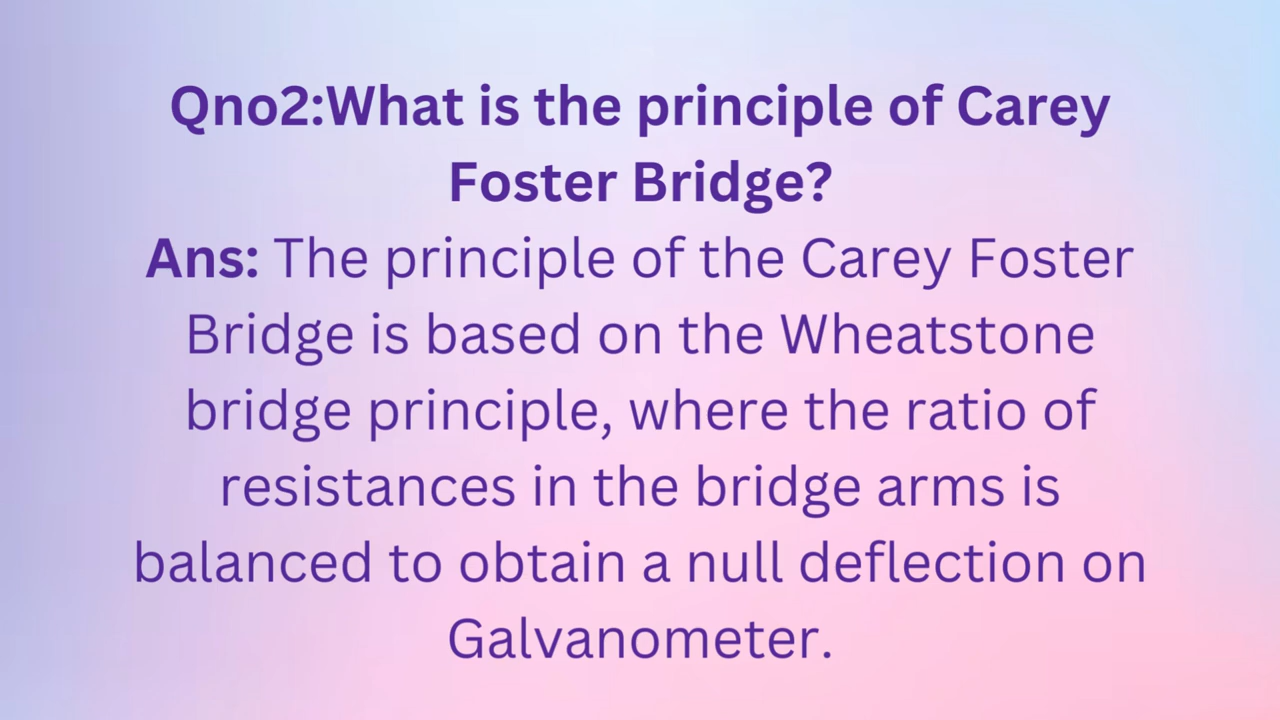 Qno2:What is the principle of Carey
Foster Bridge?
Ans: The principle of the Carey Foster
Bridge is based on the Wheatstone
bridge principle, where the ratio of
resistances in the bridge arms is
balanced to obtain a null deflection on
Galvanometer.